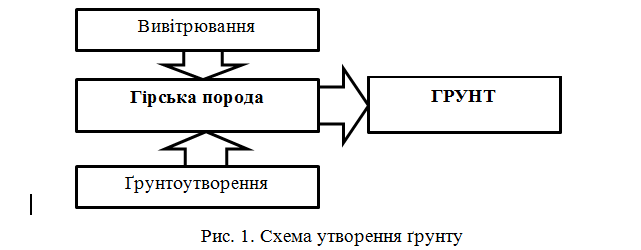 Вивітрювання
Гірська порода
ГРУНТ
Ґрунтоутворення
Рис. 1. Схема утворення ґрунту